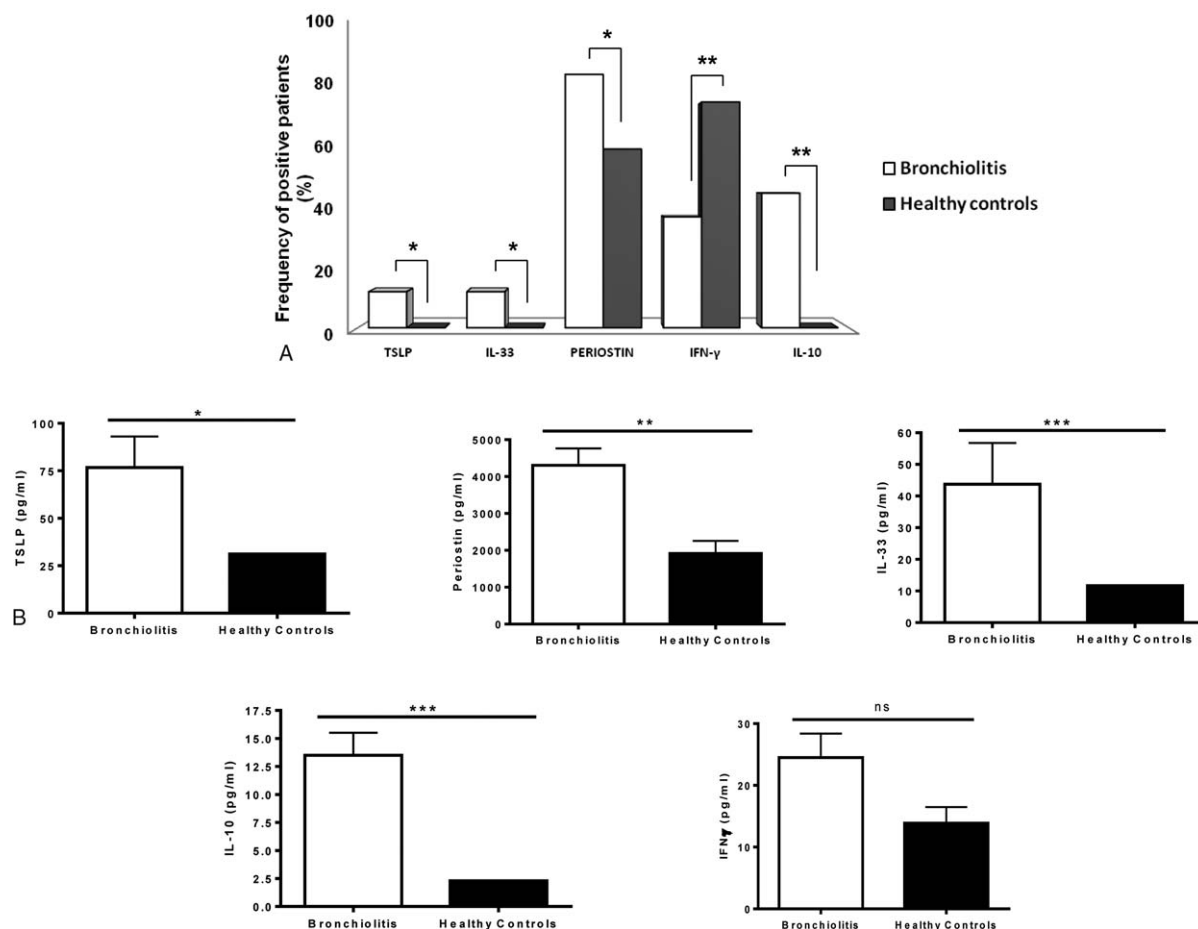 100
80
60
40
20
0
Frequency of positive patients
(%)
*
*
*
**
**
TSLP
IL-33
PERIOSTIN
IFN-γ
IL-10
Bronchiolitis
Healthy controls
A
*
100
75
50
25
0
TSLP (pg/ml)
Bronchiolitis
Healthy Controls
**
5000
4000
3000
2000
1000
0
Periostin (pg/ml)
Bronchiolitis
Healthy Controls
***
60
50
40
30
20
10
0
IL-33 (pg/ml)
Bronchiolitis
Healthy Controls
B
***
17.5
15.0
12.5
10.0
7.5
5.0
2.5
0.0
IL-10 (pg/ml)
Bronchiolitis
Healthy Controls
ns
30
20
10
0
IFNγ (pg/ml)
Bronchiolitis
Healthy Controls